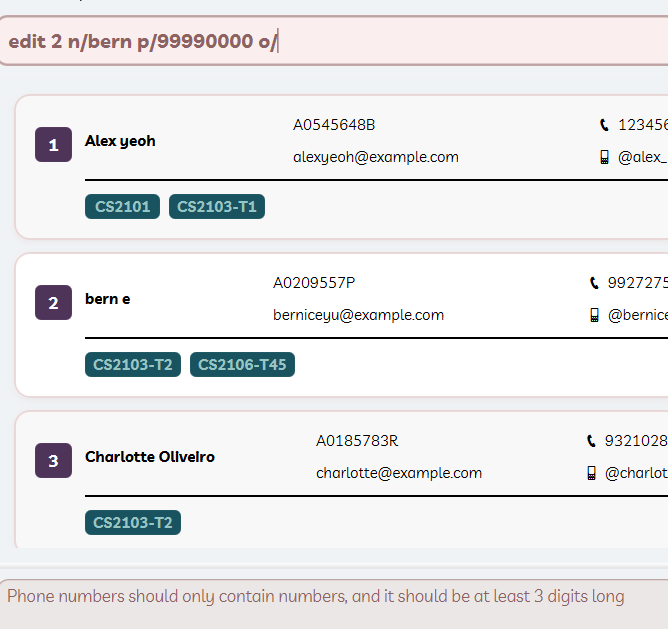 edit 2 n/bern p/99990000 o/
1
Alex yeoh
A0545648B
alexyeoh@example.com
123456
@alex_
CS2101 CS2103-T1
2
bern e
A0209557P
berniceyu@example.com
9927275
@bernice
CS2103-T2 CS2106-T45
3
Charlotte Oliveiro
A0185783R
charlotte@example.com
9321028
@charlot
CS2103-T2
Phone numbers should only contain numbers, and it should be at least 3 digits long